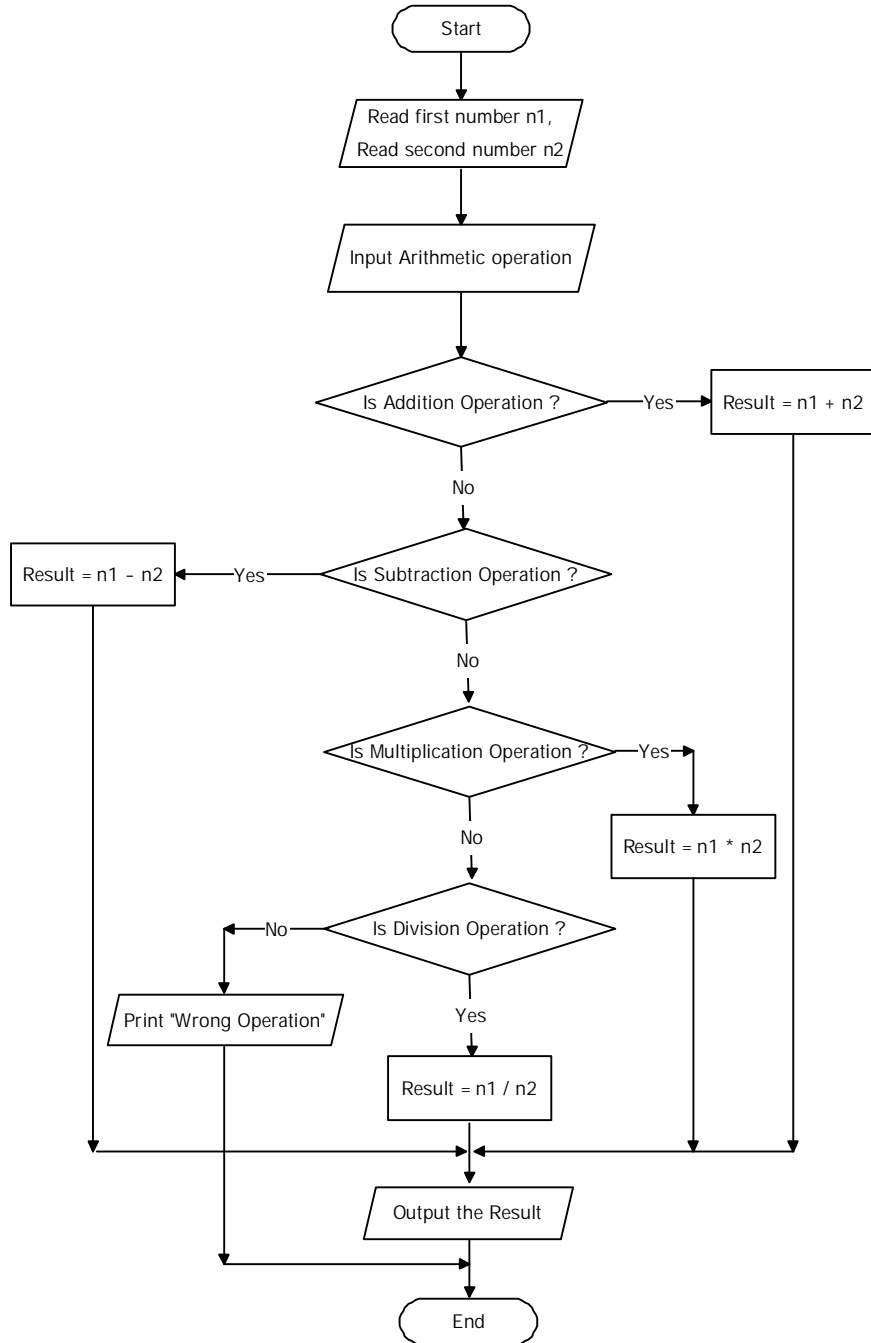 Start
Read first number n1,
Read second number n2
Input Arithmetic operation
Is Addition Operation ?
Yes
Result = n1 + n2
No
Result = n1 - n2
Yes
Is Subtraction Operation ?
No
Is Multiplication Operation ?
Yes
No
Result = n1 * n2
Is Division Operation ?
No
Print "Wrong Operation"
Yes
Result = n1 / n2
Output the Result
End